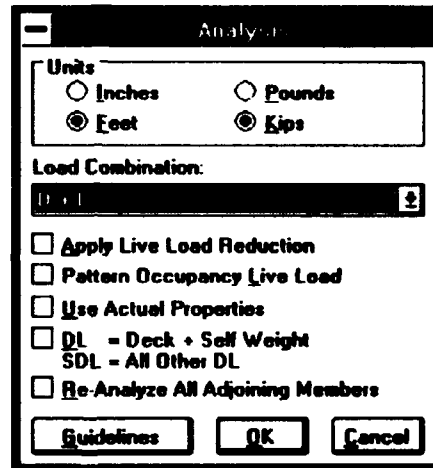 Analysis
Units
Inches Pounds
Feet Kips
Load Combination:
D + L
Apply Live Load Reduction
Pattern Occupancy Live Load
Use Actual Properties
DL = Deck + Self Weight
SDL = All Other DL
Re-Analyze All Adjoining Members
Guidelines OK Cancel